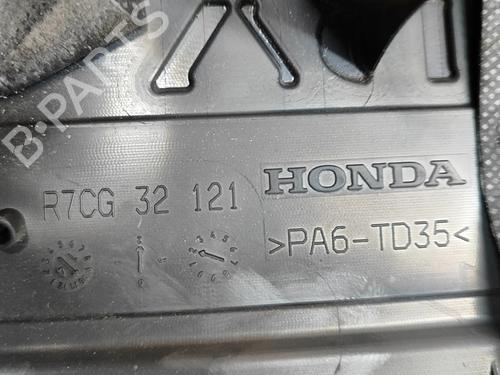 B-PARTS
R7CG 32 121
HONDA
>PA6-TD35<